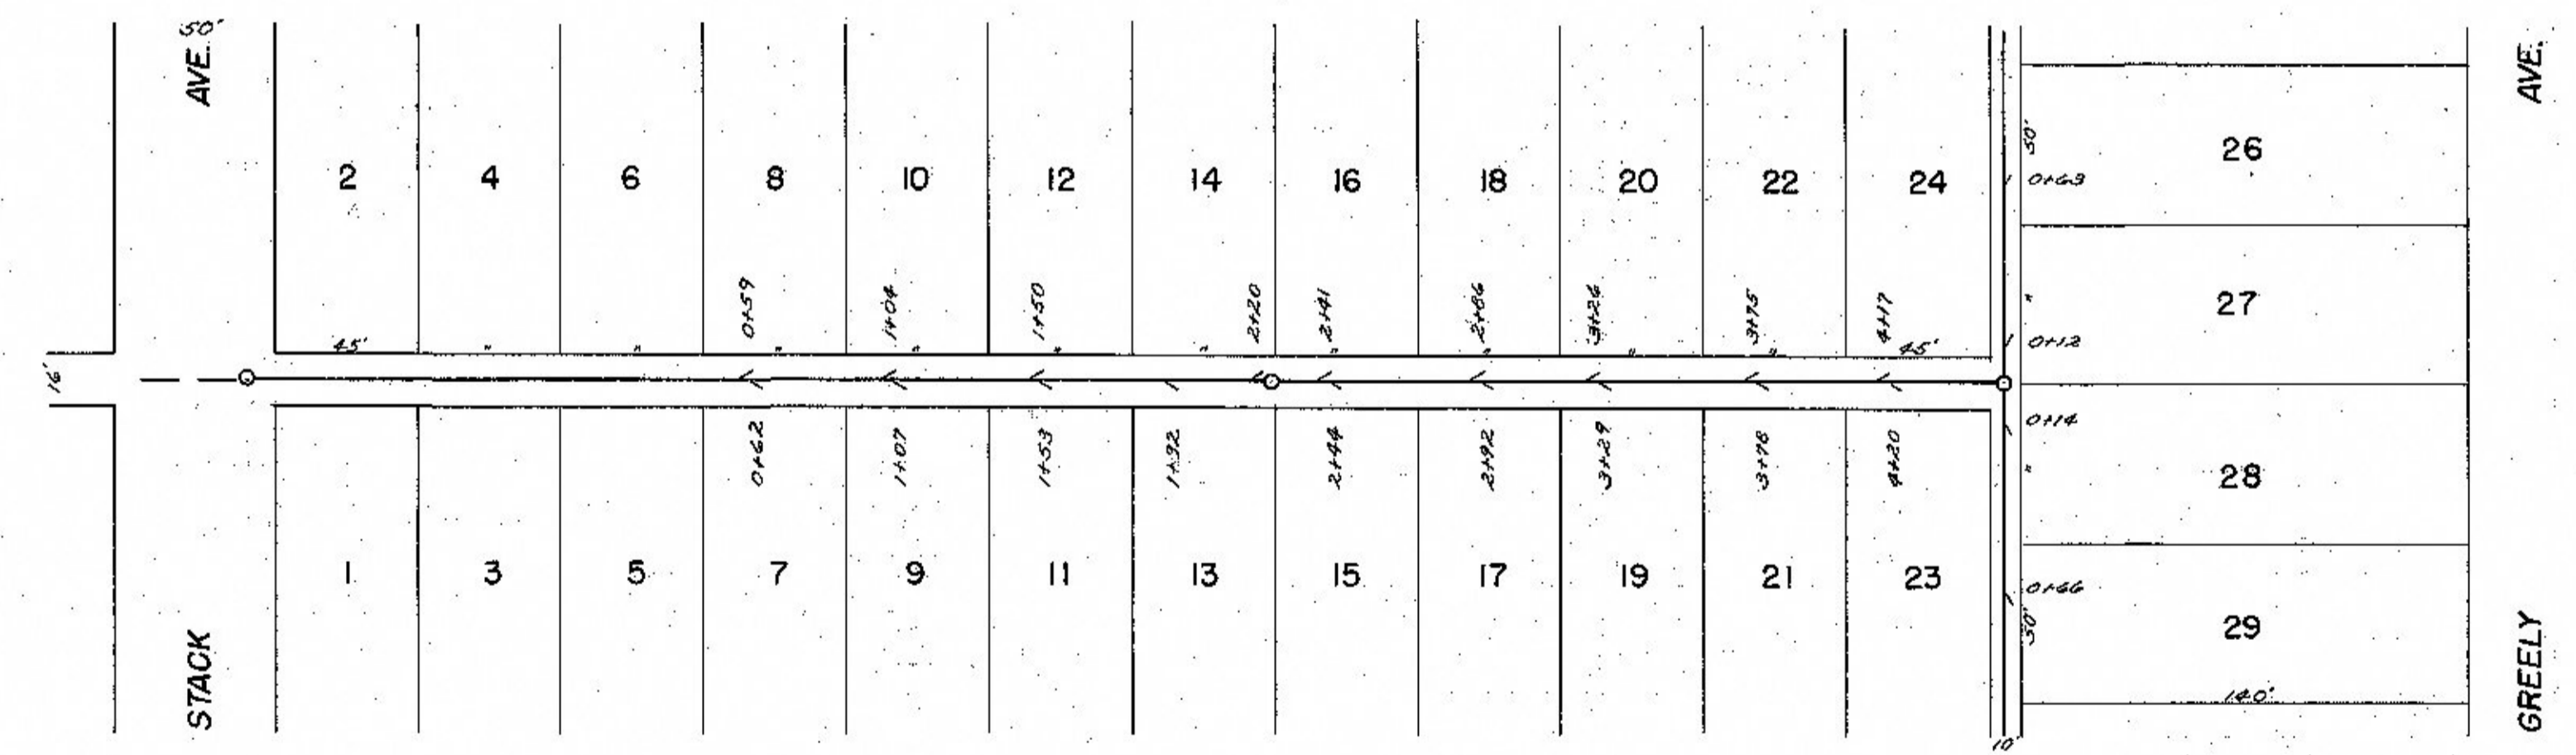 50'
AVE.
AVE.
2 4 6 8 10 12 14 16 18 20 22 24
50'
26
0+63
0+59 1+04 1+50 2+20 2+41 2+86 3+26 3+75 4+17
"
27
45' " " " " " " " " " " 45'
0+12
16'
0+62 1+07 1+53 1+92 2+44 2+92 3+29 3+78 4+20
0+14
"
28
1 3 5 7 9 11 13 15 17 19 21 23
0+66
50'
29
STACK
GREELY
140'
10'